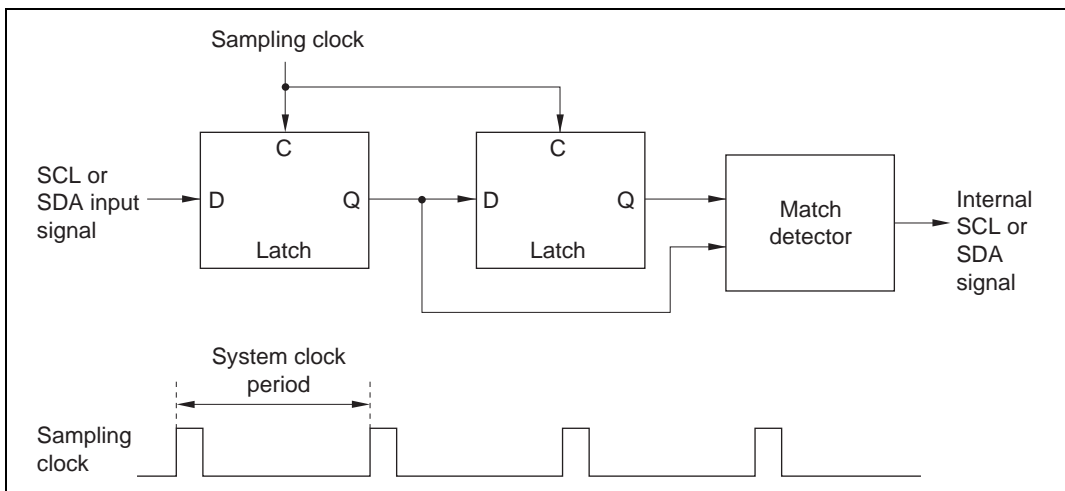 Sampling clock
C
C
SCL or
SDA input
signal
D
Q
D
Q
Latch
Latch
Match
detector
Internal
SCL or
SDA
signal
System clock
period
Sampling
clock